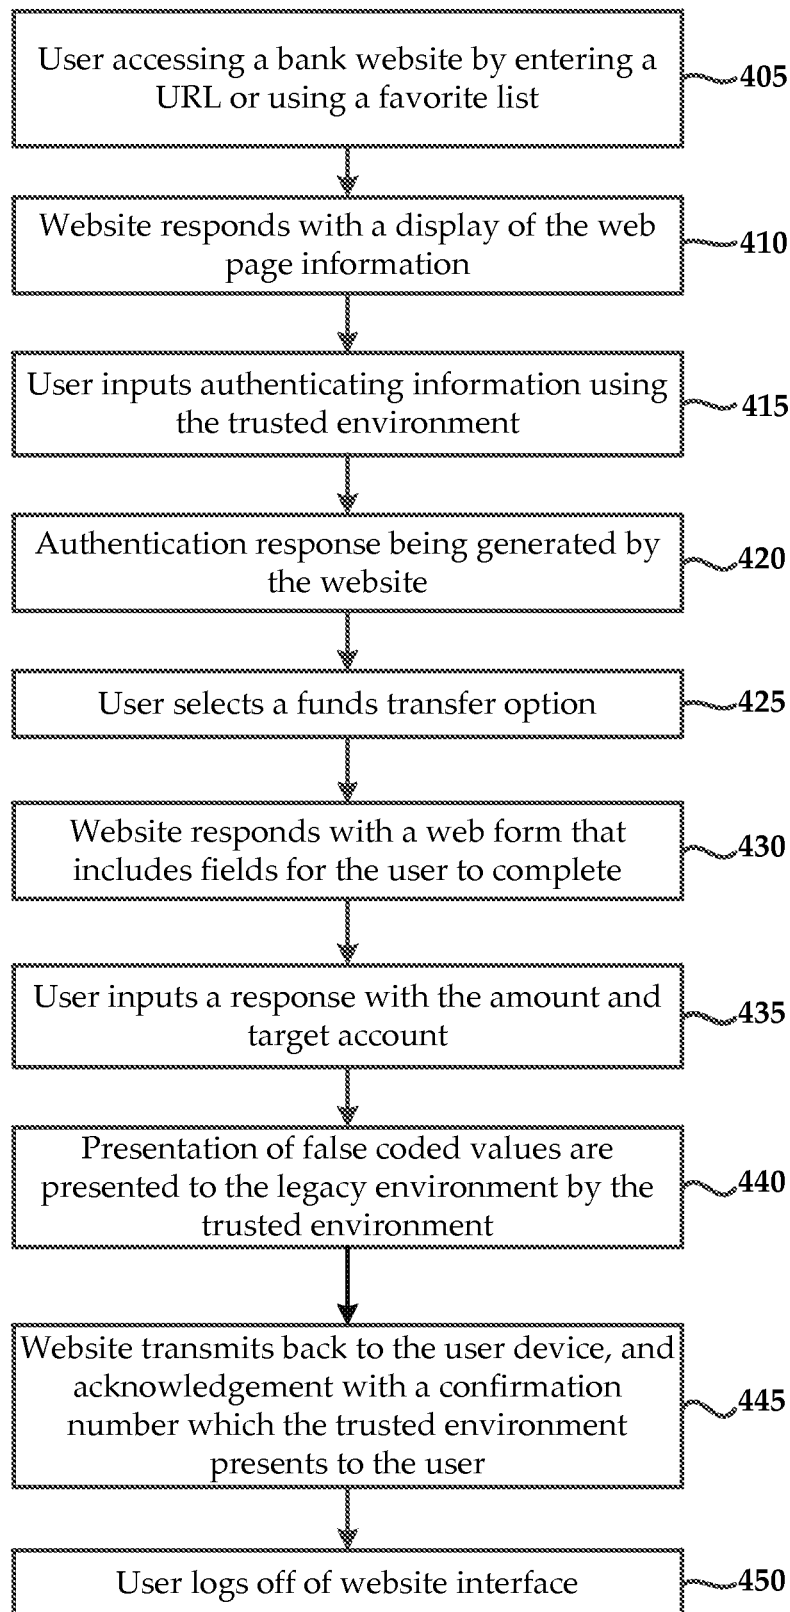 User accessing a bank website by entering a
URL or using a favorite list
405
Website responds with a display of the web
page information
410
User inputs authenticating information using
the trusted environment
415
Authentication response being generated by
the website
420
User selects a funds transfer option
425
Website responds with a web form that
includes fields for the user to complete
430
User inputs a response with the amount and
target account
435
Presentation of false coded values are
presented to the legacy environment by the
trusted environment
440
Website transmits back to the user device, and
acknowledgement with a confirmation
number which the trusted environment
presents to the user
445
User logs off of website interface
450